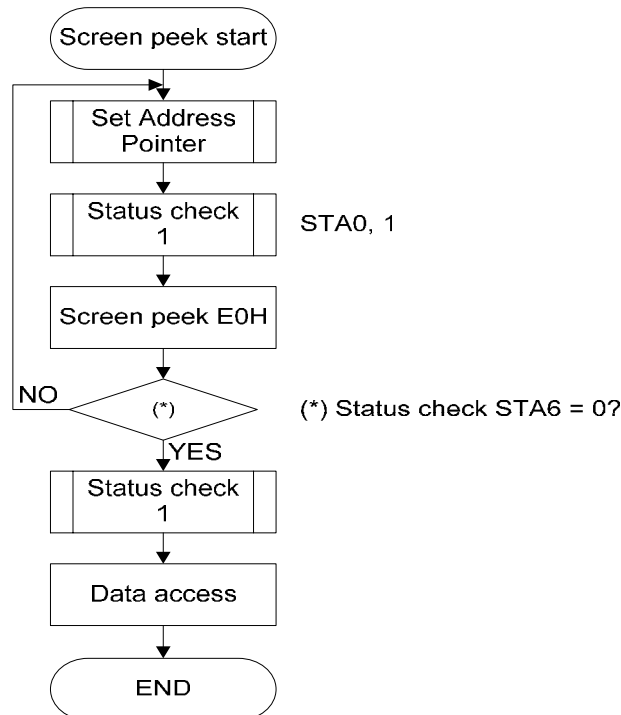 Screen peek start
Set Address
Pointer
Status check
1
STA0, 1
Screen peek E0H
NO
(*)
(*) Status check STA6 = 0?
YES
Status check
1
Data access
END